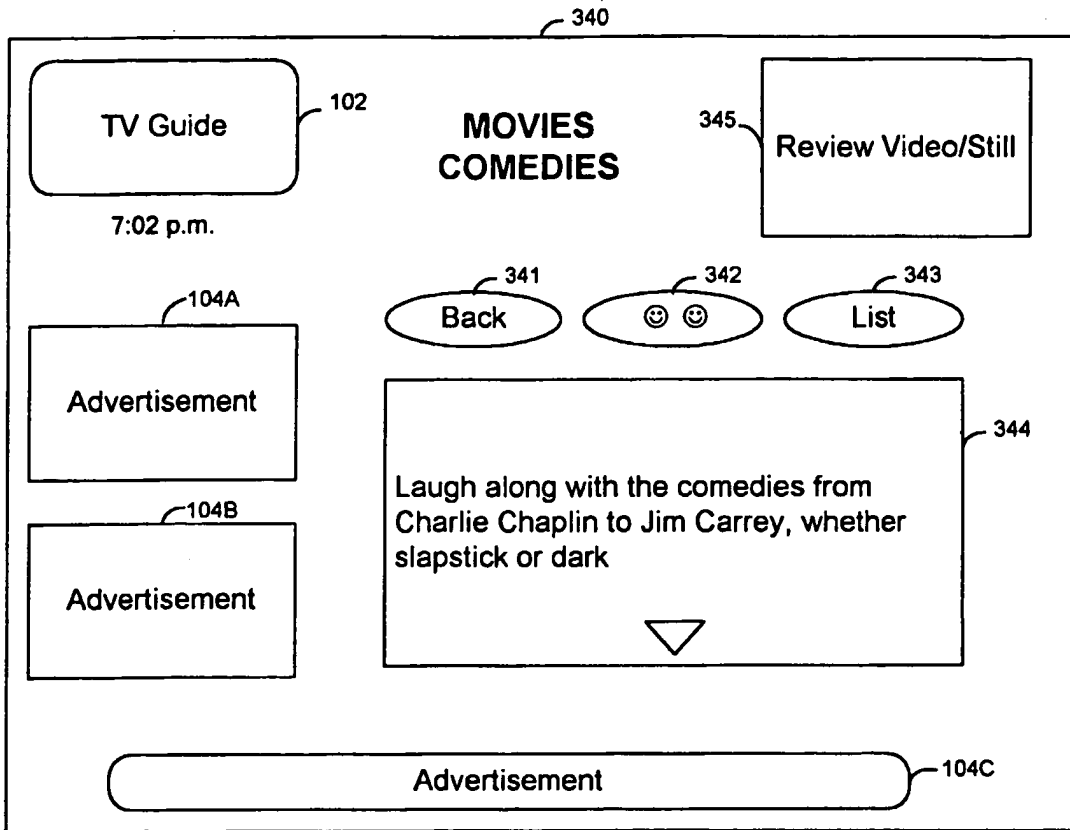 340
TV Guide
102
MOVIES
COMEDIES
345
Review Video/Still
7:02 p.m.
341
342
343
Back
☺ ☺
List
104A
Advertisement
344
Laugh along with the comedies from
Charlie Chaplin to Jim Carrey, whether
slapstick or dark
104B
Advertisement
Advertisement
104C